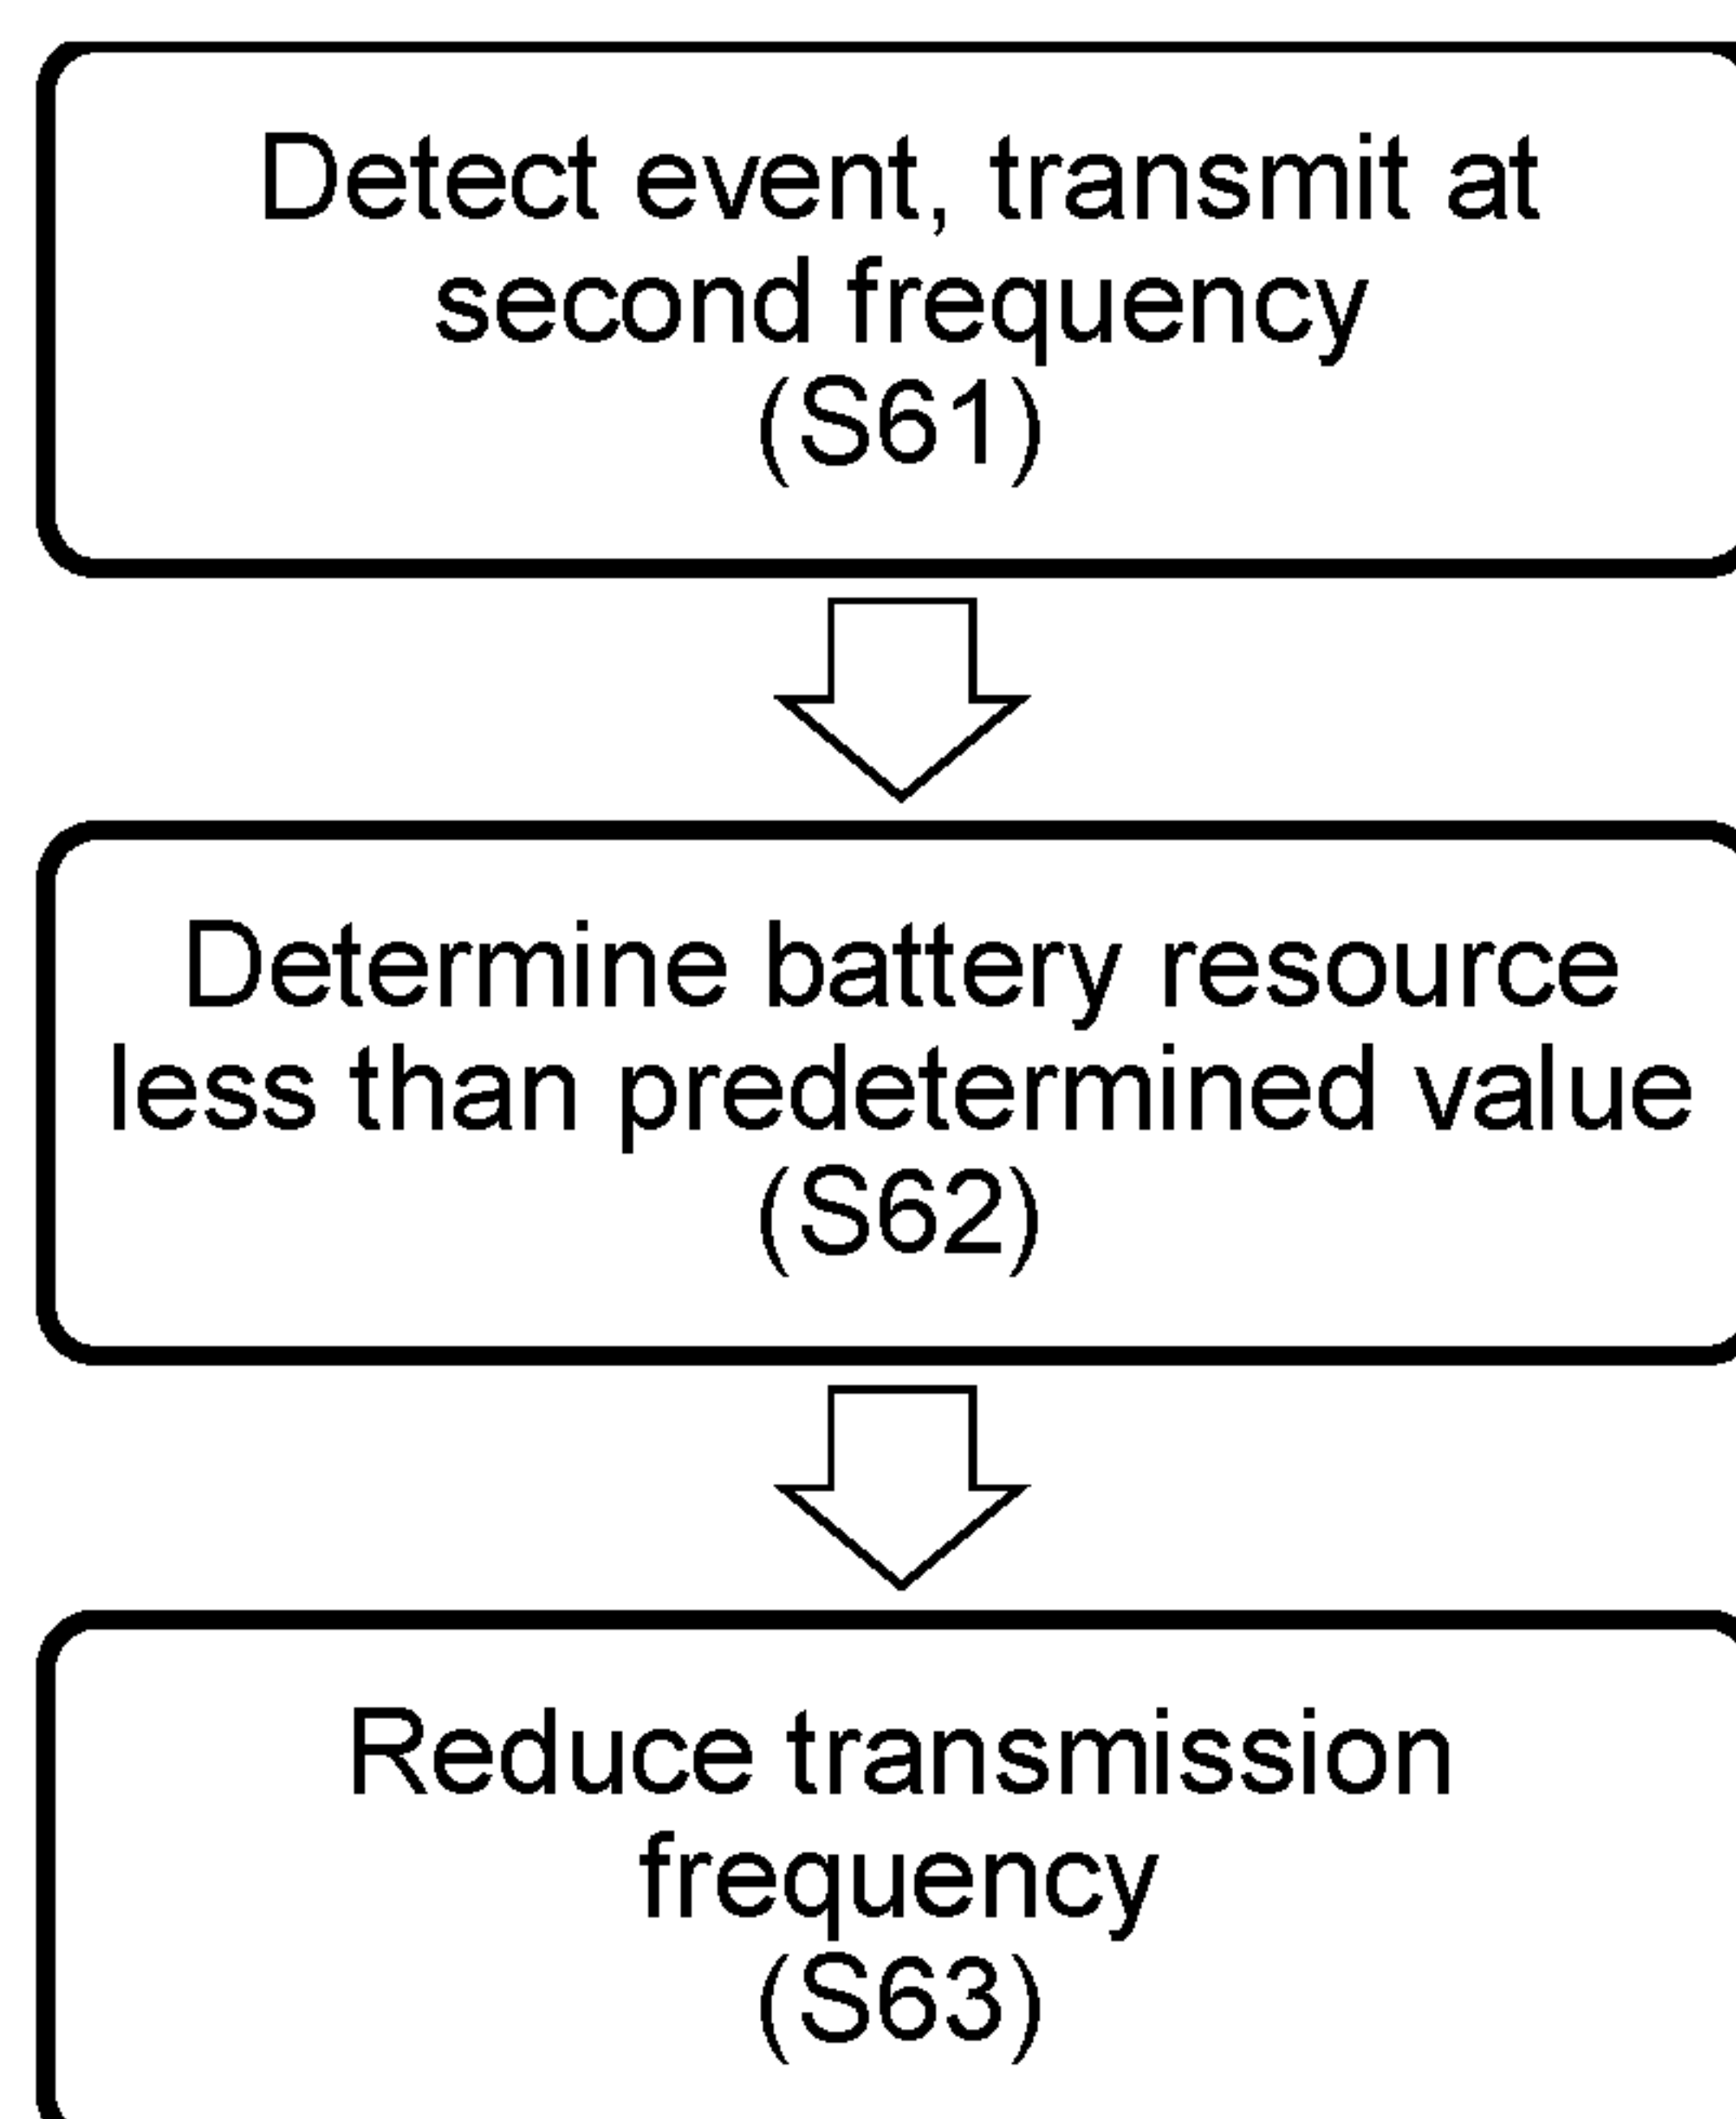 Detect event, transmit at
second frequency
(S61)
Determine battery resource
less than predetermined value
(S62)
Reduce transmission
frequency
(S63)